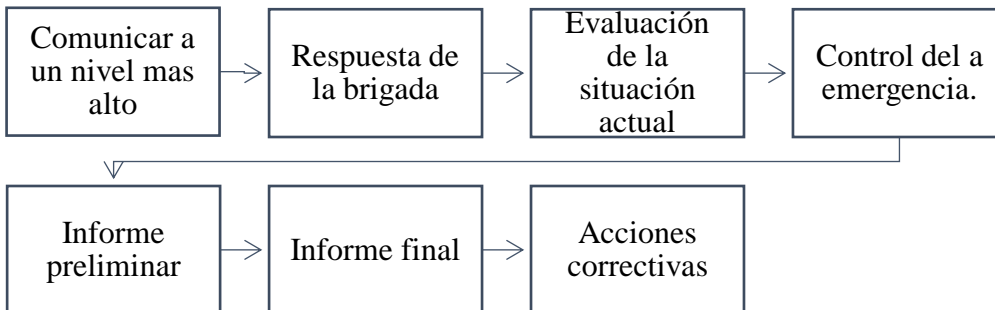 Comunicar a
un nivel mas
alto
Respuesta de
la brigada
Evaluación
de la
situación
actual
Control del a
emergencia.
Informe
preliminar
Informe final
Acciones
correctivas